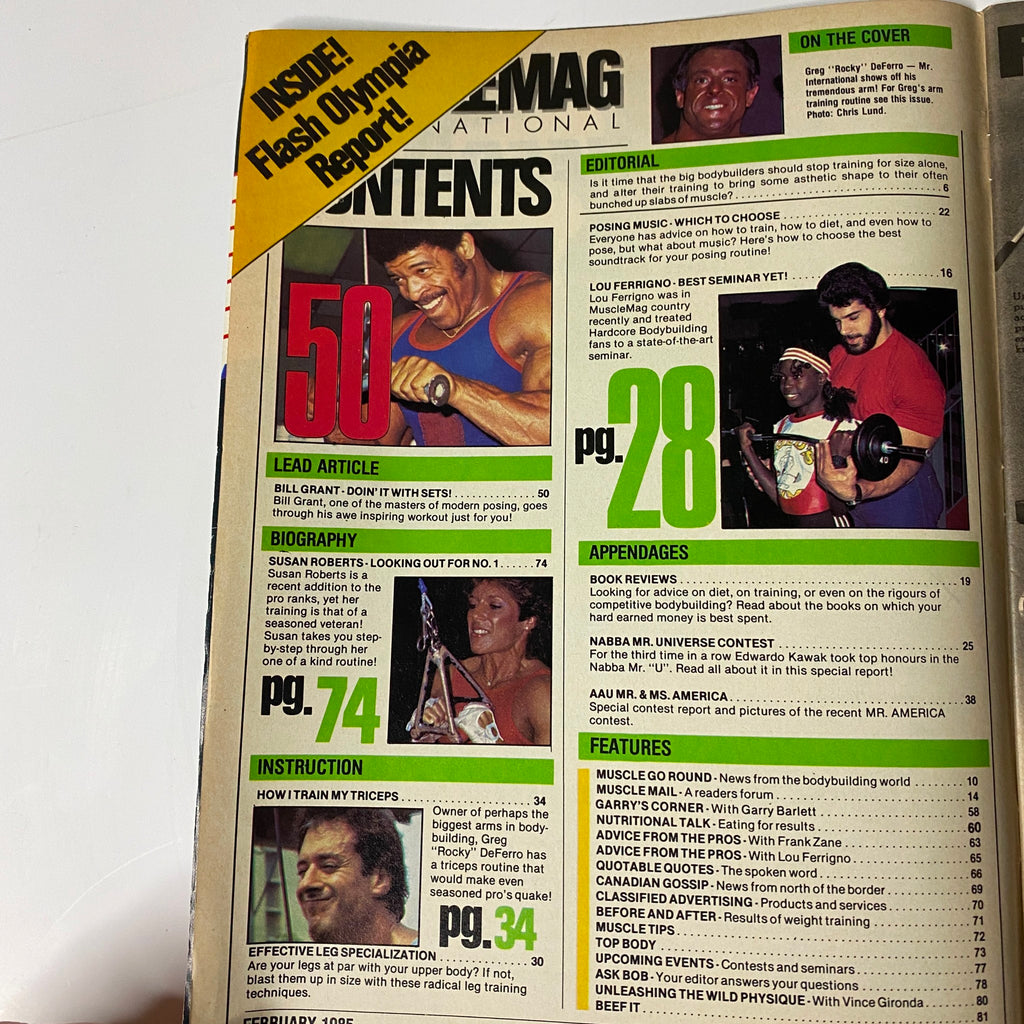 INSIDE!
Flash Olympia
Report!
LEMAG
NATIONAL
ONTENTS
50
LEAD ARTICLE
BILL GRANT - DOIN' IT WITH SETS! . . . . . . . . . . . . . 50
Bill Grant, one of the masters of modern posing, goes
through his awe inspiring workout just for you!
BIOGRAPHY
SUSAN ROBERTS - LOOKING OUT FOR NO. 1 . . . . . . 74
Susan Roberts is a
recent addition to the
pro ranks, yet her
training is that of a
seasoned veteran!
Susan takes you step-
by-step through her
one of a kind routine!
pg. 74
INSTRUCTION
HOW I TRAIN MY TRICEPS . . . . . . . . . . . . . . . . . . 34
Owner of perhaps the
biggest arms in body-
building, Greg
"Rocky" DeFerro has
a triceps routine that
would make even
seasoned pro's quake!
pg. 34
EFFECTIVE LEG SPECIALIZATION . . . . . . . . . . . . . 30
Are your legs at par with your upper body? If not,
blast them up in size with these radical leg training
techniques.
FEBRUARY 1985
ON THE COVER
Greg "Rocky" DeFerro — Mr.
International shows off his
tremendous arm! For Greg's arm
training routine see this issue.
Photo: Chris Lund.
EDITORIAL
Is it time that the big bodybuilders should stop training for size alone,
and alter their training to bring some asthetic shape to their often
bunched up slabs of muscle? . . . . . . . . . . . . . . . . . . . . . . . . . . . . . 6
POSING MUSIC - WHICH TO CHOOSE . . . . . . . . . . . . . . . . . . . . . 22
Everyone has advice on how to train, how to diet, and even how to
pose, but what about music? Here's how to choose the best
soundtrack for your posing routine!
LOU FERRIGNO - BEST SEMINAR YET! . . . . . . . . . . . . . . . . . . . . . 16
Lou Ferrigno was in
MuscleMag country
recently and treated
Hardcore Bodybuilding
fans to a state-of-the-art
seminar.
pg. 28
40
APPENDAGES
BOOK REVIEWS . . . . . . . . . . . . . . . . . . . . . . . . . . . . . . . . . . . . . . 19
Looking for advice on diet, on training, or even on the rigours of
competitive bodybuilding? Read about the books on which your
hard earned money is best spent.
NABBA MR. UNIVERSE CONTEST . . . . . . . . . . . . . . . . . . . . . . . . 25
For the third time in a row Edwardo Kawak took top honours in the
Nabba Mr. "U". Read all about it in this special report!
AAU MR. & MS. AMERICA . . . . . . . . . . . . . . . . . . . . . . . . . . . . . . 38
Special contest report and pictures of the recent MR. AMERICA
contest.
FEATURES
MUSCLE GO ROUND - News from the bodybuilding world . . . . . . . . 10
MUSCLE MAIL - A readers forum . . . . . . . . . . . . . . . . . . . . . . . . . . 14
GARRY'S CORNER - With Garry Barlett . . . . . . . . . . . . . . . . . . . . . 58
NUTRITIONAL TALK - Eating for results . . . . . . . . . . . . . . . . . . . . . 60
ADVICE FROM THE PROS - With Frank Zane . . . . . . . . . . . . . . . . . 63
ADVICE FROM THE PROS - With Lou Ferrigno . . . . . . . . . . . . . . . . 65
QUOTABLE QUOTES - The spoken word . . . . . . . . . . . . . . . . . . . . 66
CANADIAN GOSSIP - News from north of the border . . . . . . . . . . . 69
CLASSIFIED ADVERTISING - Products and services . . . . . . . . . . . . 70
BEFORE AND AFTER - Results of weight training . . . . . . . . . . . . . . 71
MUSCLE TIPS . . . . . . . . . . . . . . . . . . . . . . . . . . . . . . . . . . . . . . . . 72
TOP BODY . . . . . . . . . . . . . . . . . . . . . . . . . . . . . . . . . . . . . . . . . . 73
UPCOMING EVENTS - Contests and seminars . . . . . . . . . . . . . . . . . 77
ASK BOB - Your editor answers your questions . . . . . . . . . . . . . . . 78
UNLEASHING THE WILD PHYSIQUE - With Vince Gironda . . . . . . . . 80
BEEF IT . . . . . . . . . . . . . . . . . . . . . . . . . . . . . . . . . . . . . . . . . . . . 81